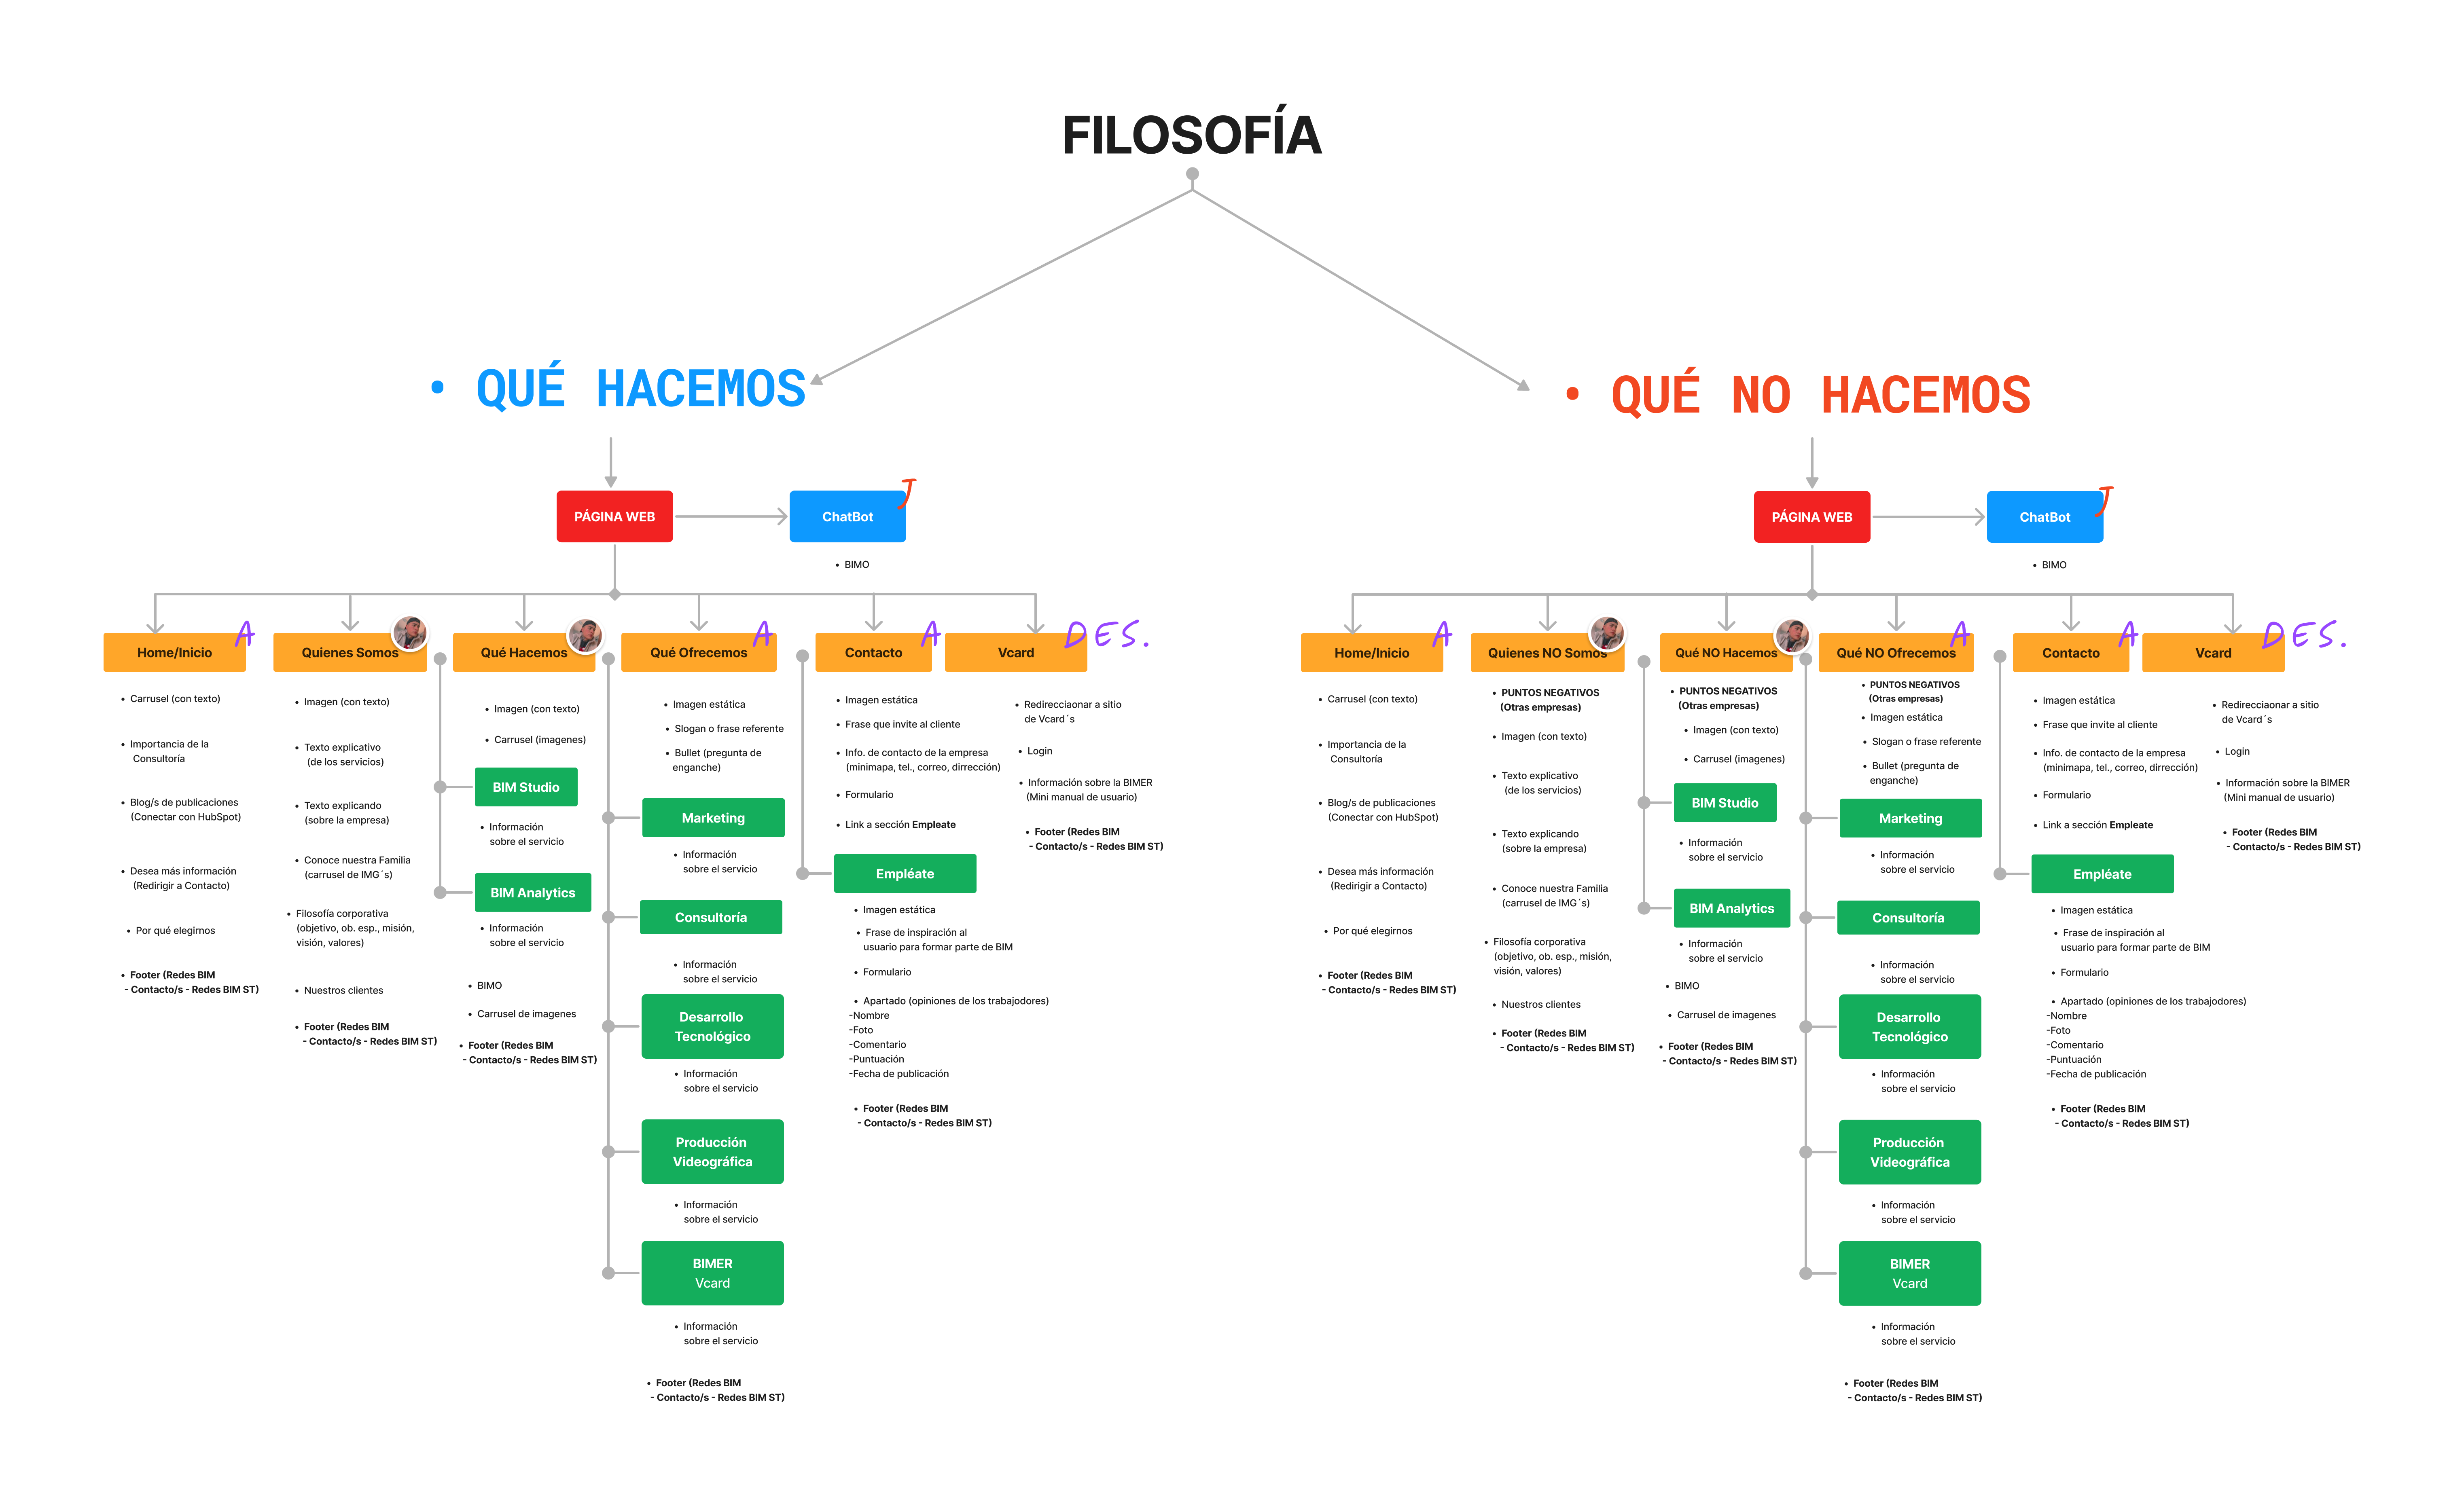 FILOSOFÍA
• QUÉ HACEMOS
PÁGINA WEB
ChatBot
J
• BIMO
Home/Inicio
A
• Carrusel (con texto)
• Importancia de la
Consultoría
• Blog/s de publicaciones
(Conectar con HubSpot)
• Desea más información
(Redirigir a Contacto)
• Por qué elegirnos
• Footer (Redes BIM
- Contacto/s - Redes BIM ST)
Quienes Somos
• Imagen (con texto)
• Texto explicativo
(de los servicios)
• Texto explicando
(sobre la empresa)
• Conoce nuestra Familia
(carrusel de IMG´s)
• Filosofía corporativa
(objetivo, ob. esp., misión,
visión, valores)
• Nuestros clientes
• Footer (Redes BIM
- Contacto/s - Redes BIM ST)
Qué Hacemos
• Imagen (con texto)
• Carrusel (imagenes)
BIM Studio
• Información
sobre el servicio
BIM Analytics
• Información
sobre el servicio
• BIMO
• Carrusel de imagenes
• Footer (Redes BIM
- Contacto/s - Redes BIM ST)
Qué Ofrecemos
A
• Imagen estática
• Slogan o frase referente
• Bullet (pregunta de
enganche)
Marketing
• Información
sobre el servicio
Consultoría
• Información
sobre el servicio
Desarrollo
Tecnológico
• Información
sobre el servicio
Producción
Videográfica
• Información
sobre el servicio
BIMER
Vcard
• Información
sobre el servicio
• Footer (Redes BIM
- Contacto/s - Redes BIM ST)
Contacto
A
• Imagen estática
• Frase que invite al cliente
• Info. de contacto de la empresa
(minimapa, tel., correo, dirrección)
• Formulario
• Link a sección Empleate
Empléate
• Imagen estática
• Frase de inspiración al
usuario para formar parte de BIM
• Formulario
• Apartado (opiniones de los trabajodores)
-Nombre
-Foto
-Comentario
-Puntuación
-Fecha de publicación
• Footer (Redes BIM
- Contacto/s - Redes BIM ST)
Vcard
DES.
• Redirecciaonar a sitio
de Vcard´s
• Login
• Información sobre la BIMER
(Mini manual de usuario)
• Footer (Redes BIM
- Contacto/s - Redes BIM ST)
• QUÉ NO HACEMOS
PÁGINA WEB
ChatBot
J
• BIMO
Home/Inicio
A
• Carrusel (con texto)
• Importancia de la
Consultoría
• Blog/s de publicaciones
(Conectar con HubSpot)
• Desea más información
(Redirigir a Contacto)
• Por qué elegirnos
• Footer (Redes BIM
- Contacto/s - Redes BIM ST)
Quienes NO Somos
• PUNTOS NEGATIVOS
(Otras empresas)
• Imagen (con texto)
• Texto explicativo
(de los servicios)
• Texto explicando
(sobre la empresa)
• Conoce nuestra Familia
(carrusel de IMG´s)
• Filosofía corporativa
(objetivo, ob. esp., misión,
visión, valores)
• Nuestros clientes
• Footer (Redes BIM
- Contacto/s - Redes BIM ST)
Qué NO Hacemos
• PUNTOS NEGATIVOS
(Otras empresas)
• Imagen (con texto)
• Carrusel (imagenes)
BIM Studio
• Información
sobre el servicio
BIM Analytics
• Información
sobre el servicio
• BIMO
• Carrusel de imagenes
• Footer (Redes BIM
- Contacto/s - Redes BIM ST)
Qué NO Ofrecemos
A
• PUNTOS NEGATIVOS
(Otras empresas)
• Imagen estática
• Slogan o frase referente
• Bullet (pregunta de
enganche)
Marketing
• Información
sobre el servicio
Consultoría
• Información
sobre el servicio
Desarrollo
Tecnológico
• Información
sobre el servicio
Producción
Videográfica
• Información
sobre el servicio
BIMER
Vcard
• Información
sobre el servicio
• Footer (Redes BIM
- Contacto/s - Redes BIM ST)
Contacto
A
• Imagen estática
• Frase que invite al cliente
• Info. de contacto de la empresa
(minimapa, tel., correo, dirrección)
• Formulario
• Link a sección Empleate
Empléate
• Imagen estática
• Frase de inspiración al
usuario para formar parte de BIM
• Formulario
• Apartado (opiniones de los trabajodores)
-Nombre
-Foto
-Comentario
-Puntuación
-Fecha de publicación
• Footer (Redes BIM
- Contacto/s - Redes BIM ST)
Vcard
DES.
• Redirecciaonar a sitio
de Vcard´s
• Login
• Información sobre la BIMER
(Mini manual de usuario)
• Footer (Redes BIM
- Contacto/s - Redes BIM ST)